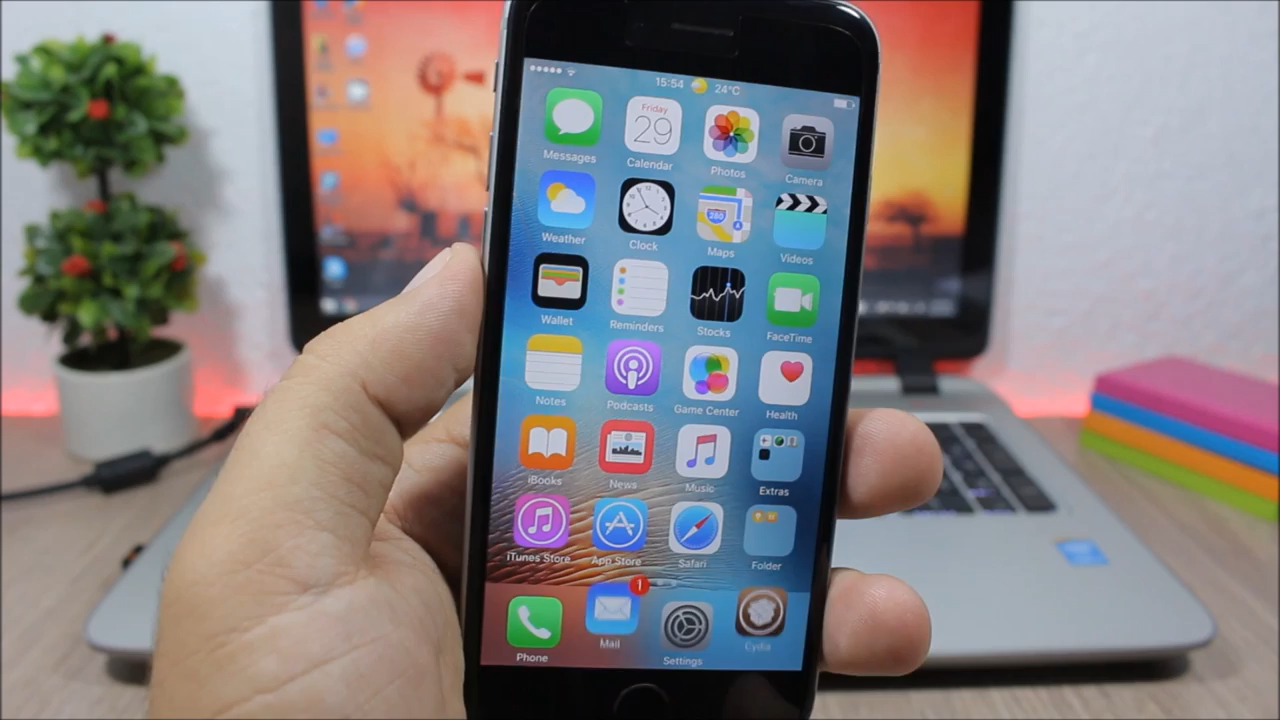 15:54 24°C
Friday
29
Messages Calendar Photos Camera
280
Weather Clock Maps Videos
Wallet Reminders Stocks FaceTime
Notes Podcasts Game Center Health
iBooks News Music Extras
iTunes Store App Store Safari Folder
1
Phone Mail Settings Cydia